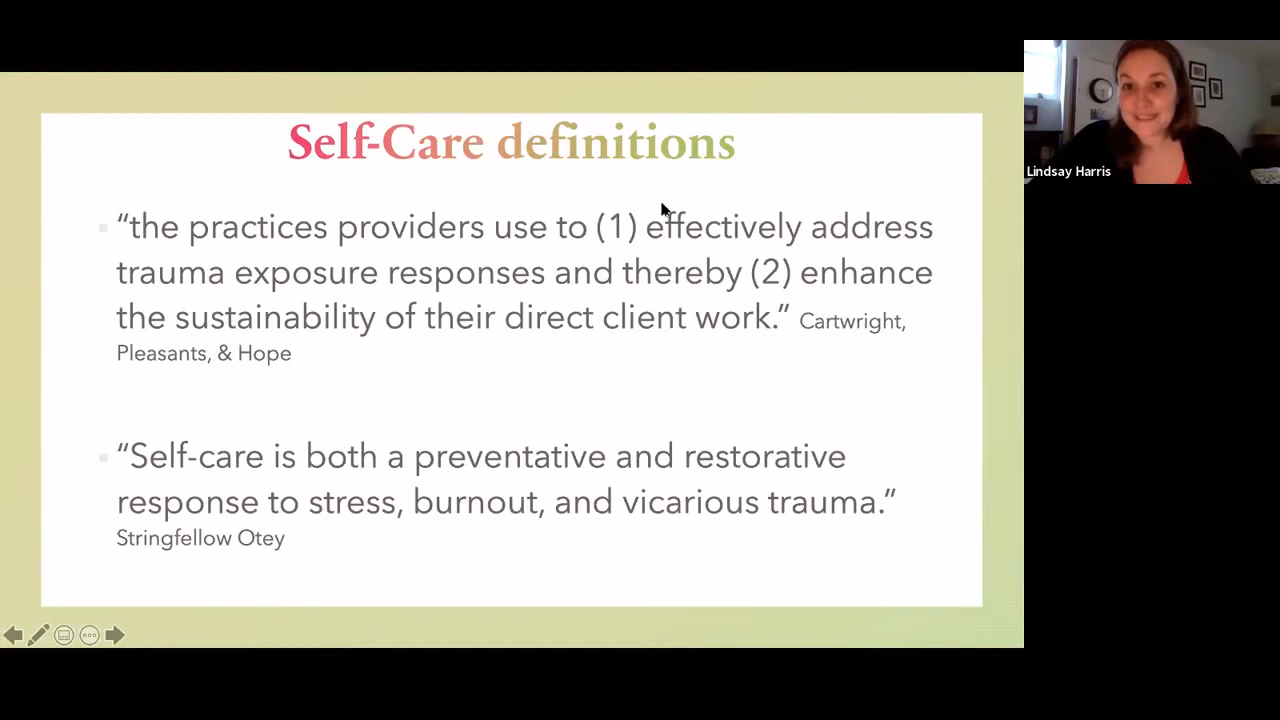 Self-Care definitions
“the practices providers use to (1) effectively address
trauma exposure responses and thereby (2) enhance
the sustainability of their direct client work.” Cartwright,
Pleasants, & Hope
“Self-care is both a preventative and restorative
response to stress, burnout, and vicarious trauma.”
Stringfellow Otey
Lindsay Harris